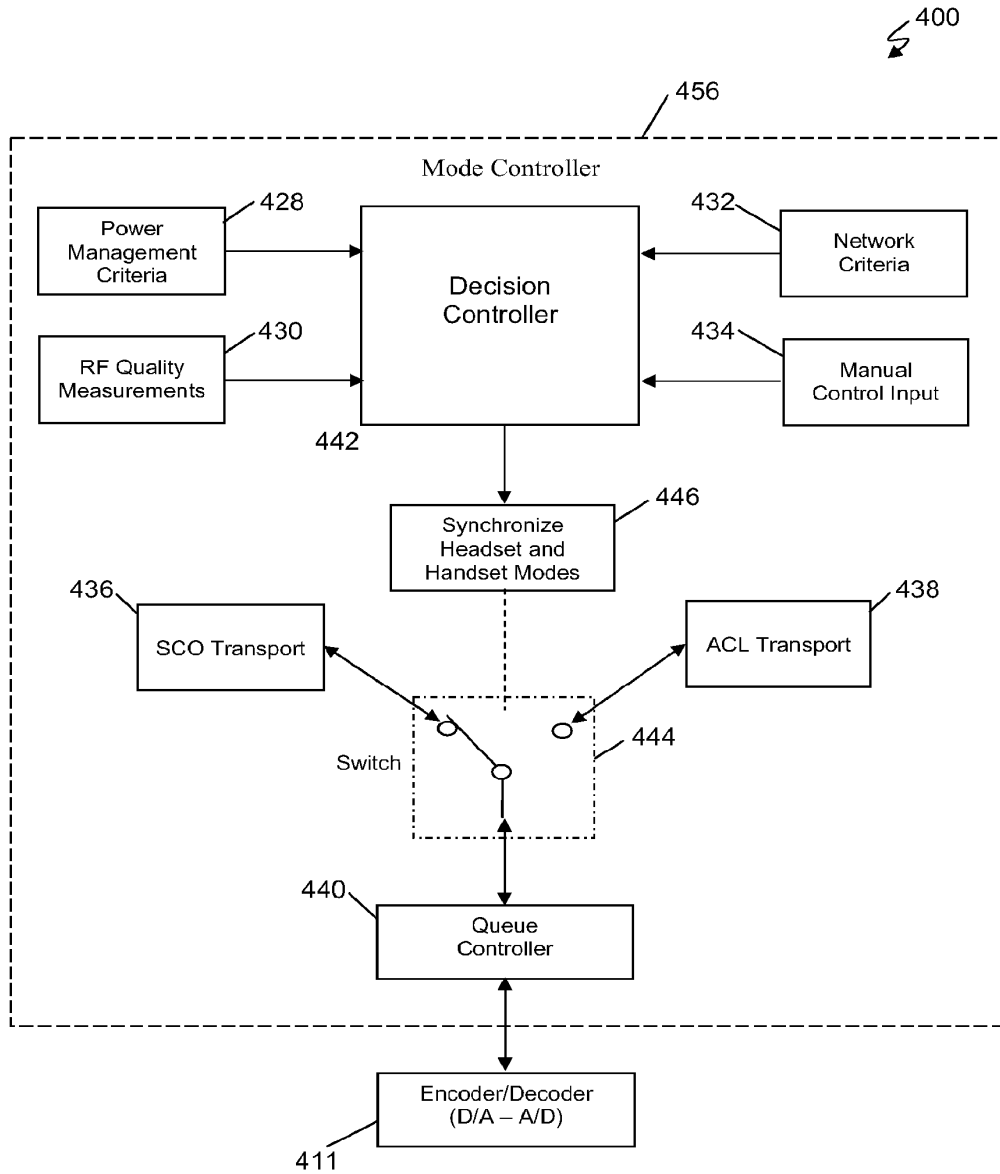 400
456
Mode Controller
428
Power
Management
Criteria
Decision
Controller
432
Network
Criteria
430
RF Quality
Measurements
434
Manual
Control Input
442
446
Synchronize
Headset and
Handset Modes
436
SCO Transport
438
ACL Transport
Switch
444
440
Queue
Controller
Encoder/Decoder
(D/A – A/D)
411